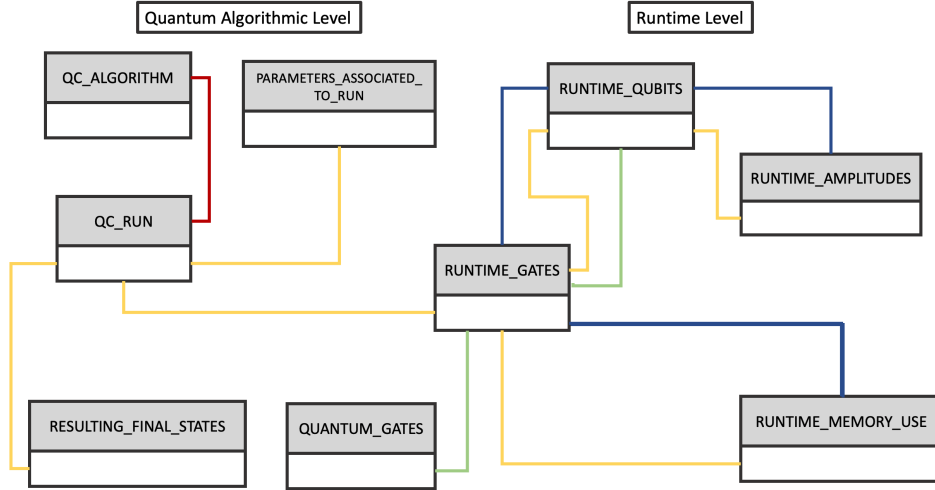 Quantum Algorithmic Level
Runtime Level
QC_ALGORITHM
PARAMETERS_ASSOCIATED_
TO_RUN
RUNTIME_QUBITS
RUNTIME_AMPLITUDES
QC_RUN
RUNTIME_GATES
RESULTING_FINAL_STATES
QUANTUM_GATES
RUNTIME_MEMORY_USE